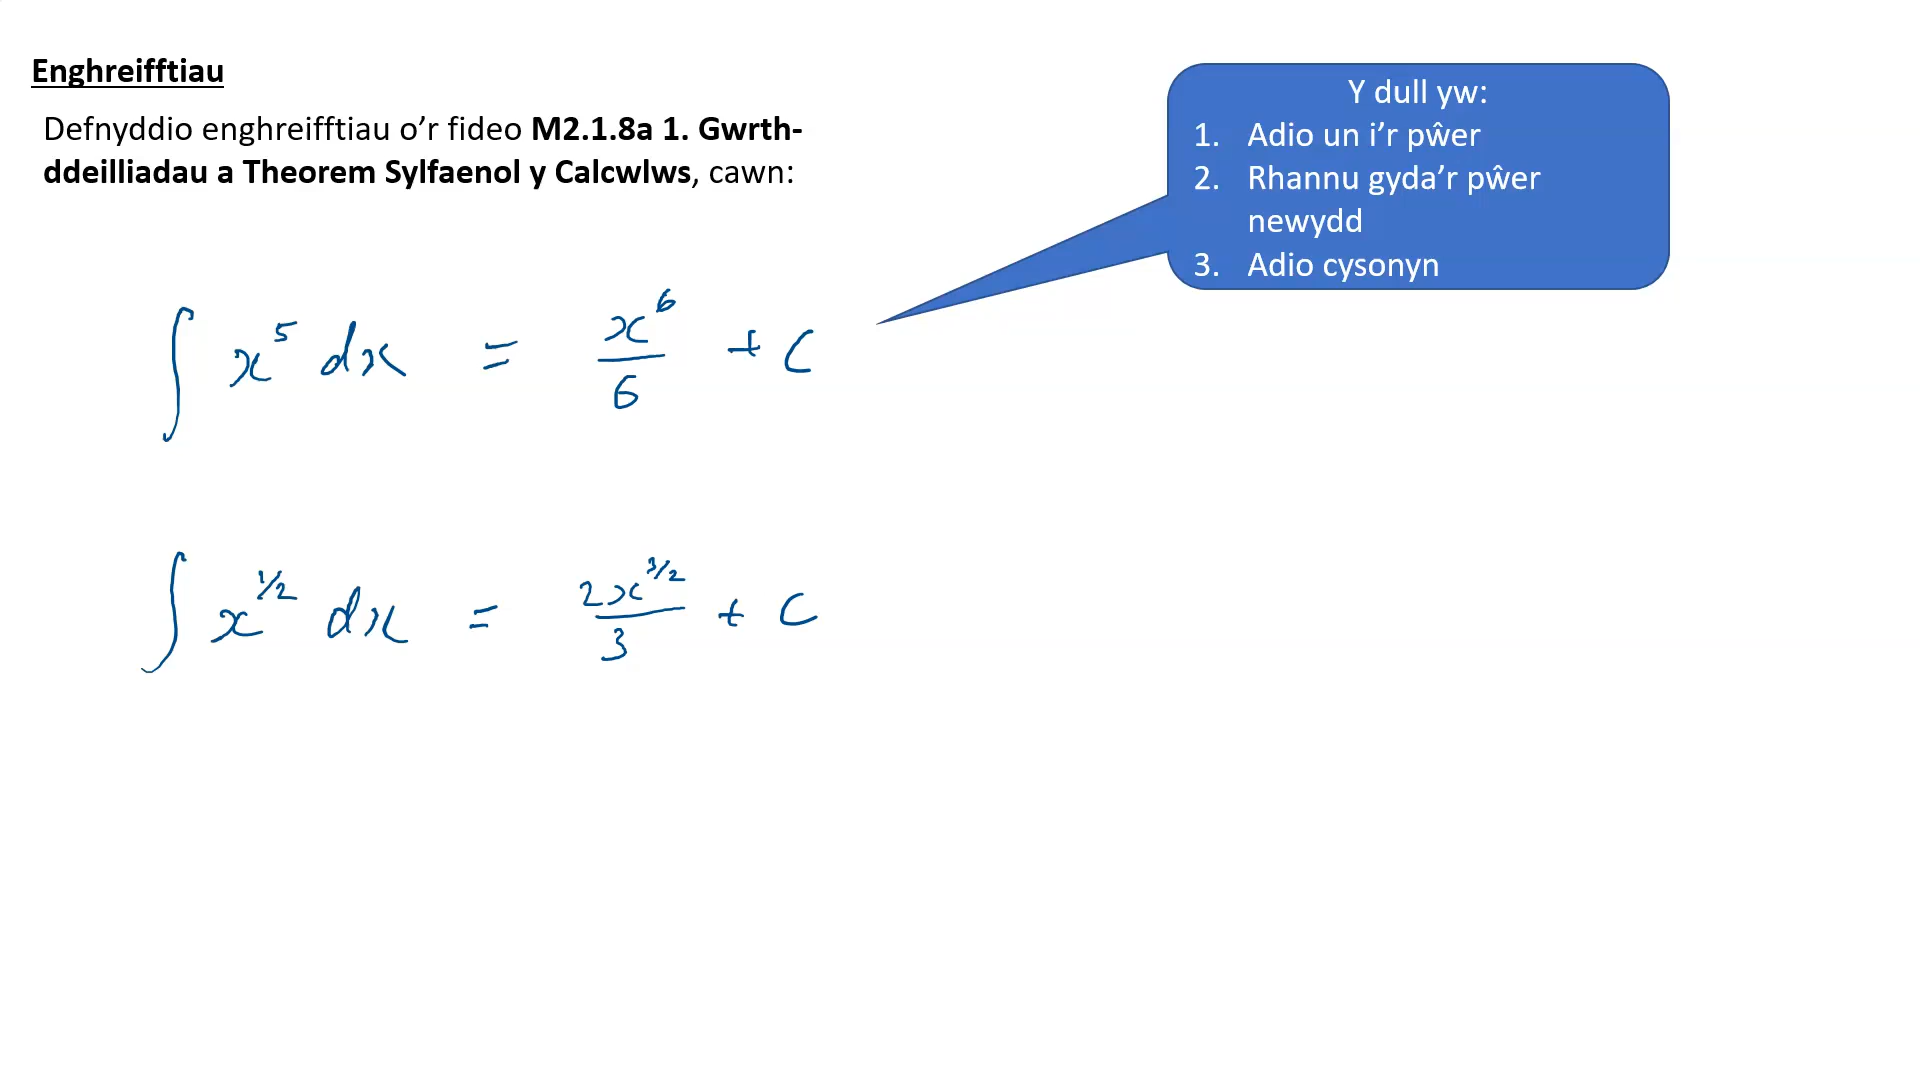 Enghreifftiau
Defnyddio enghreifftiau o’r fideo M2.1.8a 1. Gwrth-
ddeilliadau a Theorem Sylfaenol y Calcwlws, cawn:
Y dull yw:
1. Adio un i’r pŵer
2. Rhannu gyda’r pŵer
newydd
3. Adio cysonyn
∫ x^5 dx = x^6/6 + C
∫ x^(1/2) dx = 2x^(3/2)/3 + C